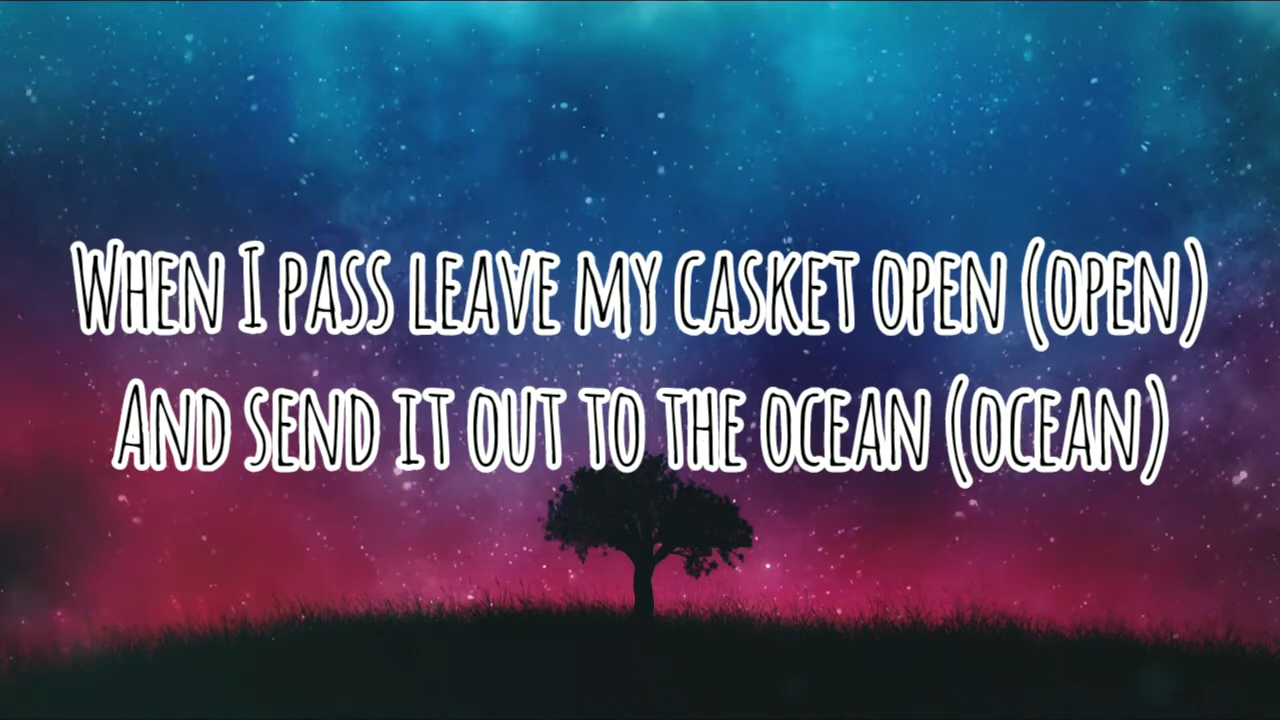 When I pass leave my casket open (open)
And send it out to the ocean (ocean)